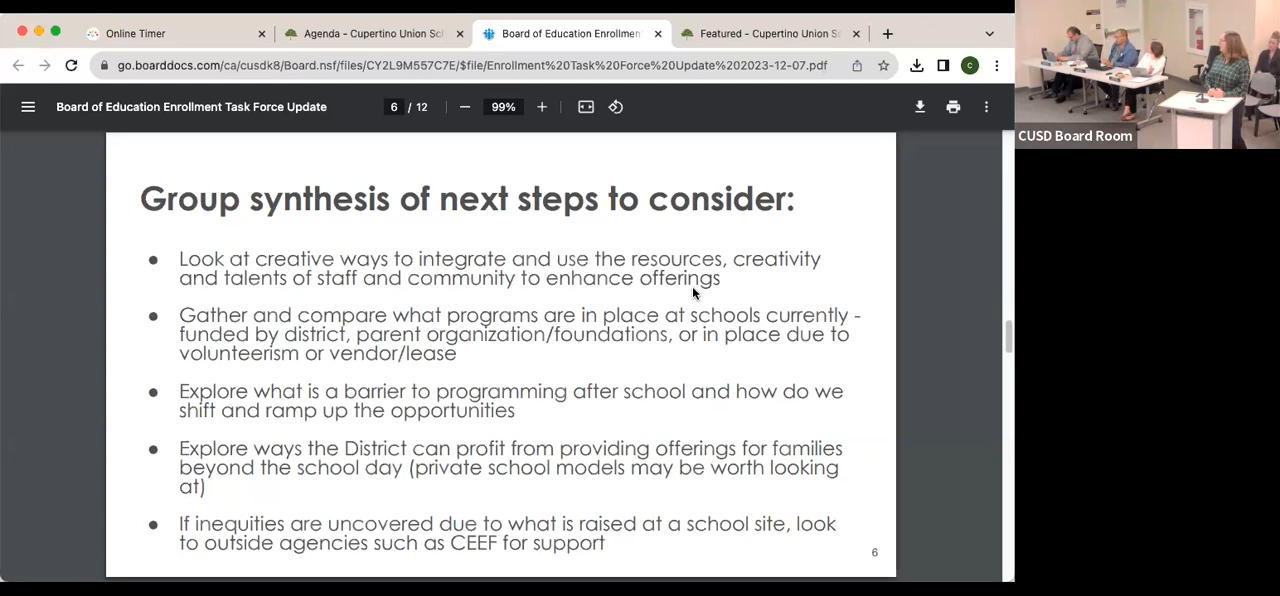 Online Timer
Agenda - Cupertino Union Sc
Board of Education Enrollmen
Featured - Cupertino Union S
go.boarddocs.com/ca/cusdk8/Board.nsf/files/CY2L9M557C7E/$file/Enrollment%20Task%20Force%20Update%202023-12-07.pdf
C
Board of Education Enrollment Task Force Update
6 / 12
99%
CUSD Board Room
Group synthesis of next steps to consider:
• Look at creative ways to integrate and use the resources, creativity
and talents of staff and community to enhance offerings
• Gather and compare what programs are in place at schools currently -
funded by district, parent organization/foundations, or in place due to
volunteerism or vendor/lease
• Explore what is a barrier to programming after school and how do we
shift and ramp up the opportunities
• Explore ways the District can profit from providing offerings for families
beyond the school day (private school models may be worth looking
at)
• If inequities are uncovered due to what is raised at a school site, look
to outside agencies such as CEEF for support
6